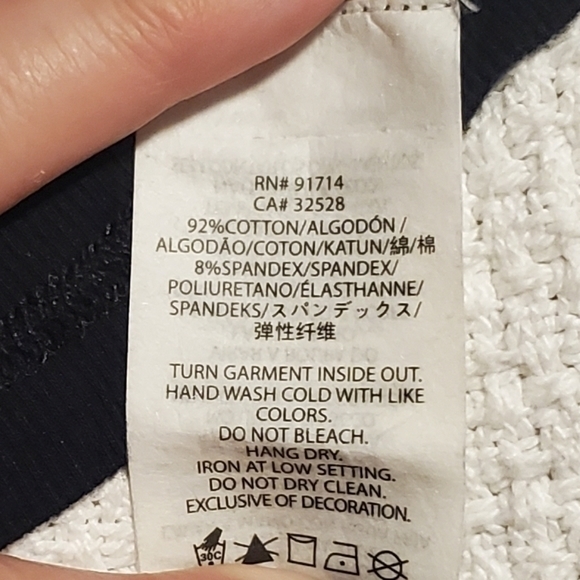 RN# 91714
CA# 32528
92%COTTON/ALGODÓN/
ALGODÃO/COTON/KATUN/綿/棉
8%SPANDEX/SPANDEX/
POLIURETANO/ÉLASTHANNE/
SPANDEKS/スパンデックス/
弹性纤维
TURN GARMENT INSIDE OUT.
HAND WASH COLD WITH LIKE
COLORS.
DO NOT BLEACH.
HANG DRY.
IRON AT LOW SETTING.
DO NOT DRY CLEAN.
EXCLUSIVE OF DECORATION.
30C